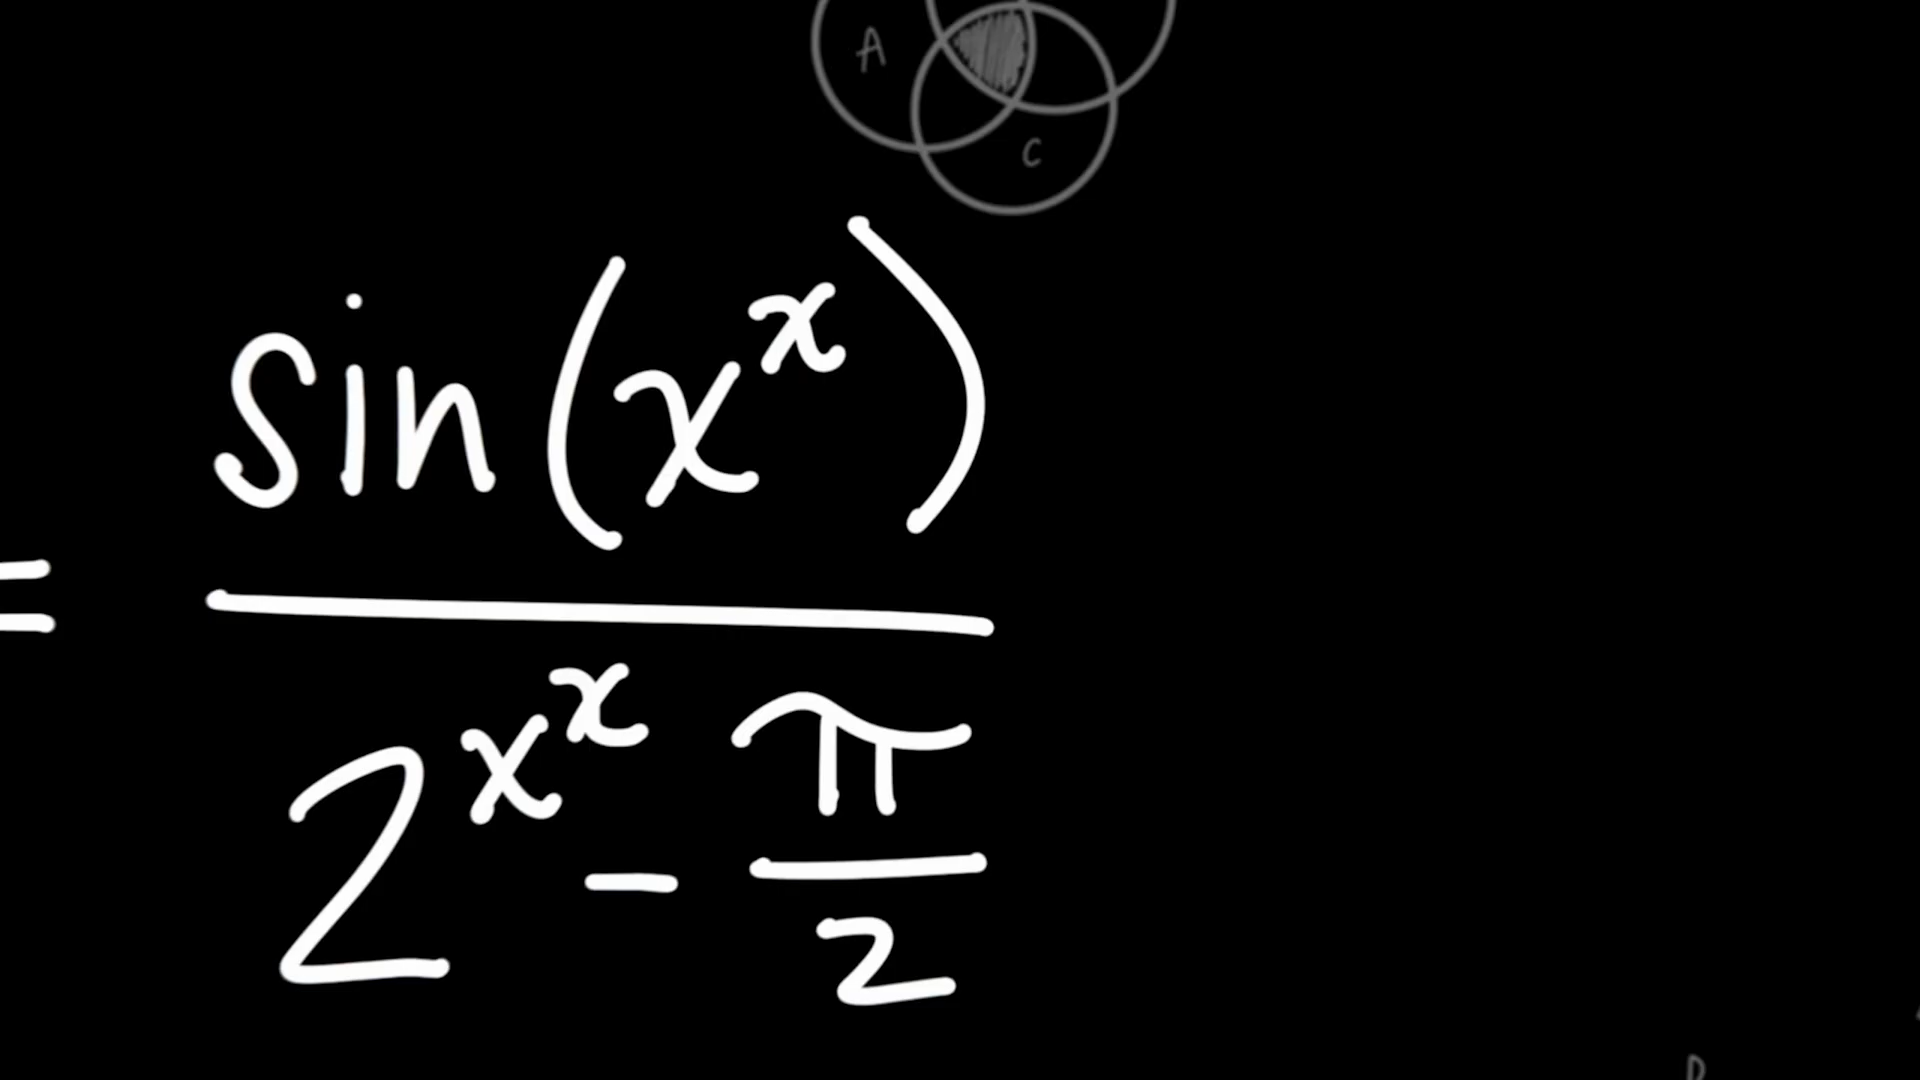 A
C
= sin(x^x)
2^x^x - π
2